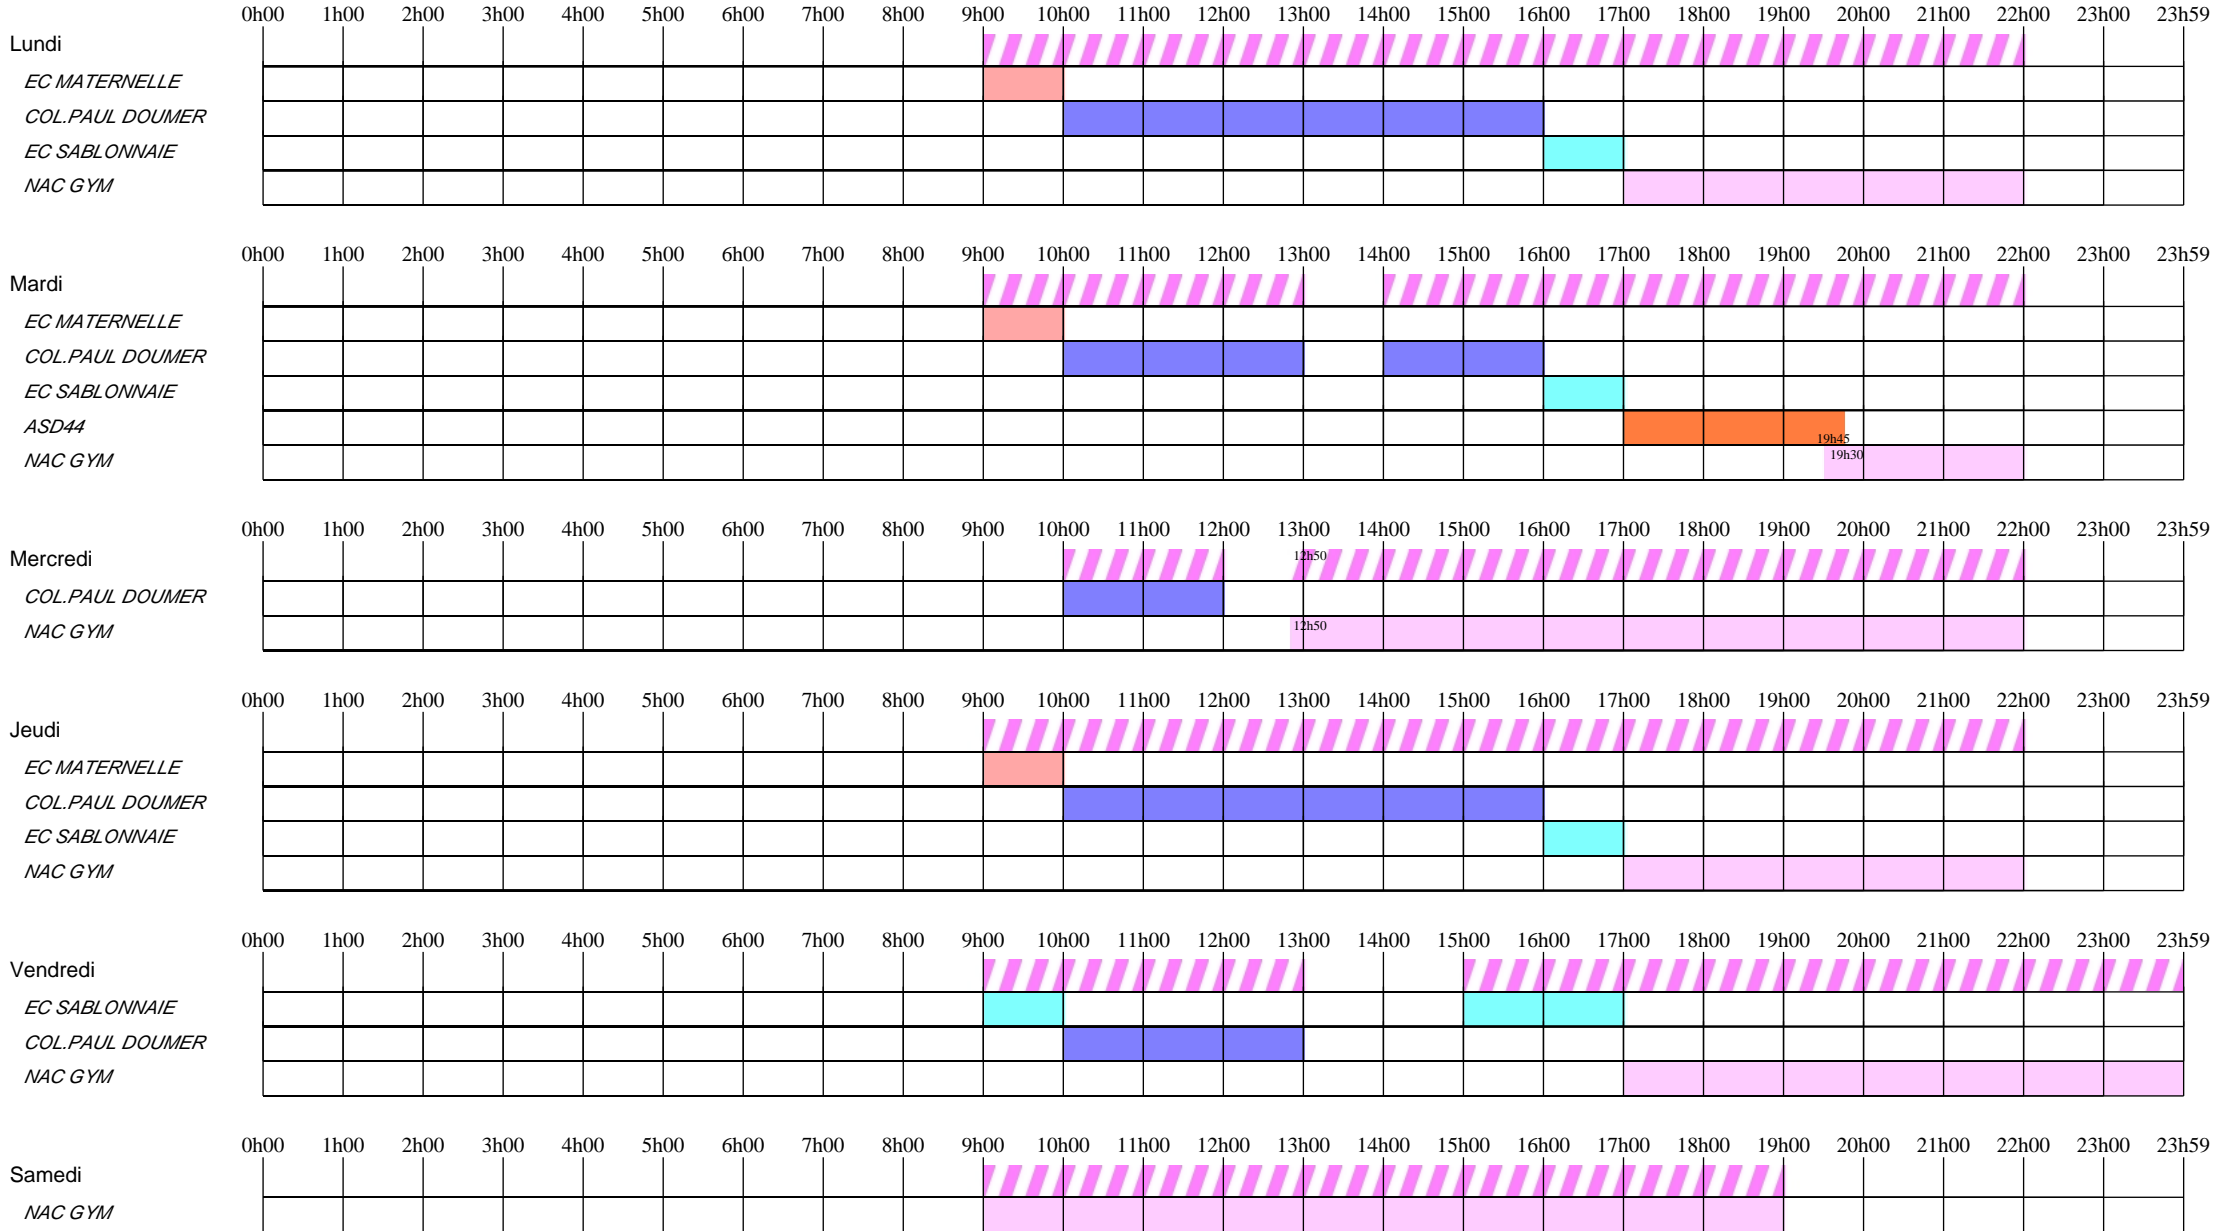 0h00 1h00 2h00 3h00 4h00 5h00 6h00 7h00 8h00 9h00 10h00 11h00 12h00 13h00 14h00 15h00 16h00 17h00 18h00 19h00 20h00 21h00 22h00 23h00 23h59
Lundi
EC MATERNELLE
COL.PAUL DOUMER
EC SABLONNAIE
NAC GYM
0h00 1h00 2h00 3h00 4h00 5h00 6h00 7h00 8h00 9h00 10h00 11h00 12h00 13h00 14h00 15h00 16h00 17h00 18h00 19h00 20h00 21h00 22h00 23h00 23h59
Mardi
EC MATERNELLE
COL.PAUL DOUMER
EC SABLONNAIE
ASD44
19h45
NAC GYM 19h30
0h00 1h00 2h00 3h00 4h00 5h00 6h00 7h00 8h00 9h00 10h00 11h00 12h00 13h00 14h00 15h00 16h00 17h00 18h00 19h00 20h00 21h00 22h00 23h00 23h59
Mercredi 12h50
COL.PAUL DOUMER
NAC GYM 12h50
0h00 1h00 2h00 3h00 4h00 5h00 6h00 7h00 8h00 9h00 10h00 11h00 12h00 13h00 14h00 15h00 16h00 17h00 18h00 19h00 20h00 21h00 22h00 23h00 23h59
Jeudi
EC MATERNELLE
COL.PAUL DOUMER
EC SABLONNAIE
NAC GYM
0h00 1h00 2h00 3h00 4h00 5h00 6h00 7h00 8h00 9h00 10h00 11h00 12h00 13h00 14h00 15h00 16h00 17h00 18h00 19h00 20h00 21h00 22h00 23h00 23h59
Vendredi
EC SABLONNAIE
COL.PAUL DOUMER
NAC GYM
0h00 1h00 2h00 3h00 4h00 5h00 6h00 7h00 8h00 9h00 10h00 11h00 12h00 13h00 14h00 15h00 16h00 17h00 18h00 19h00 20h00 21h00 22h00 23h00 23h59
Samedi
NAC GYM